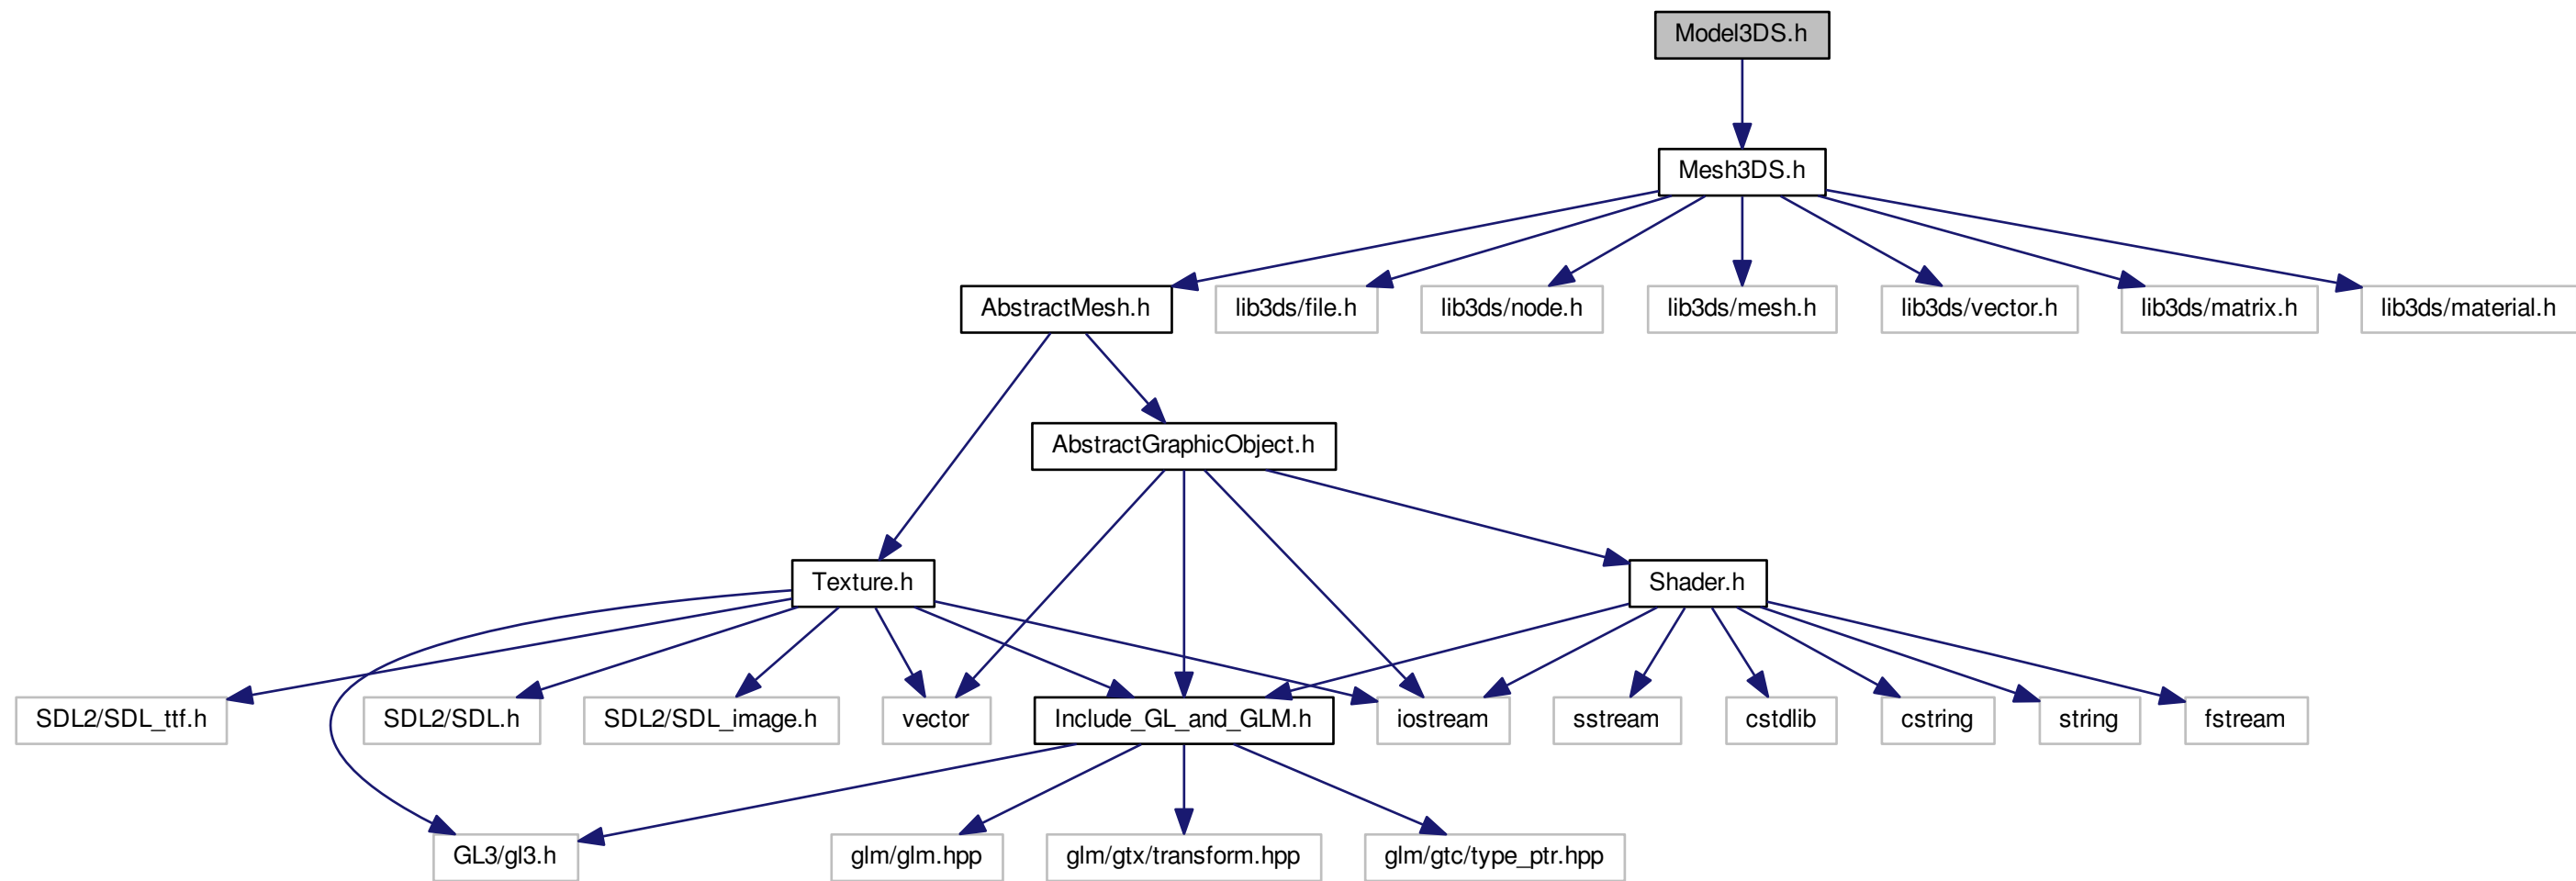 Model3DS.h
Mesh3DS.h
AbstractMesh.h
lib3ds/file.h
lib3ds/node.h
lib3ds/mesh.h
lib3ds/vector.h
lib3ds/matrix.h
lib3ds/material.h
AbstractGraphicObject.h
Texture.h
Shader.h
SDL2/SDL_ttf.h
SDL2/SDL.h
SDL2/SDL_image.h
vector
Include_GL_and_GLM.h
iostream
sstream
cstdlib
cstring
string
fstream
GL3/gl3.h
glm/glm.hpp
glm/gtx/transform.hpp
glm/gtc/type_ptr.hpp